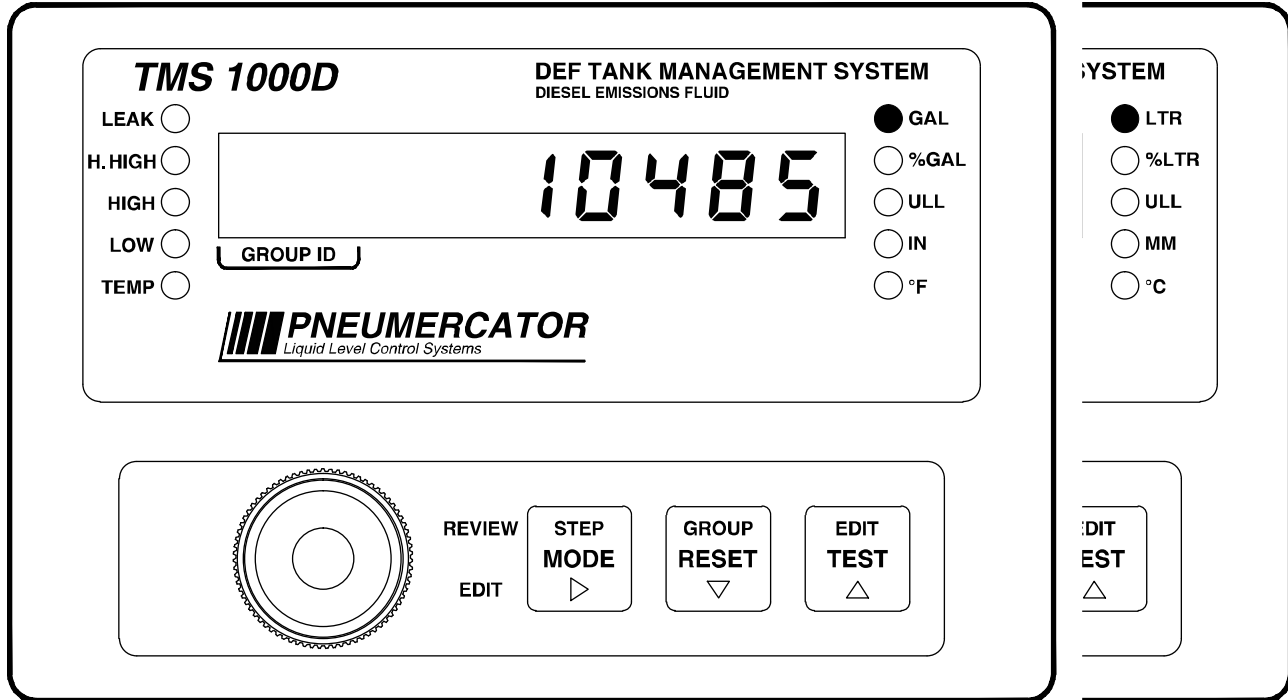 TMS 1000D
DEF TANK MANAGEMENT SYSTEM
DIESEL EMISSIONS FLUID
LEAK
H.HIGH
HIGH
LOW
TEMP
10485
GROUP ID
GAL
%GAL
ULL
IN
°F
PNEUMERCATOR
Liquid Level Control Systems
REVIEW
EDIT
STEP
MODE
GROUP
RESET
EDIT
TEST
YSTEM
LTR
%LTR
ULL
MM
°C
EDIT
EST